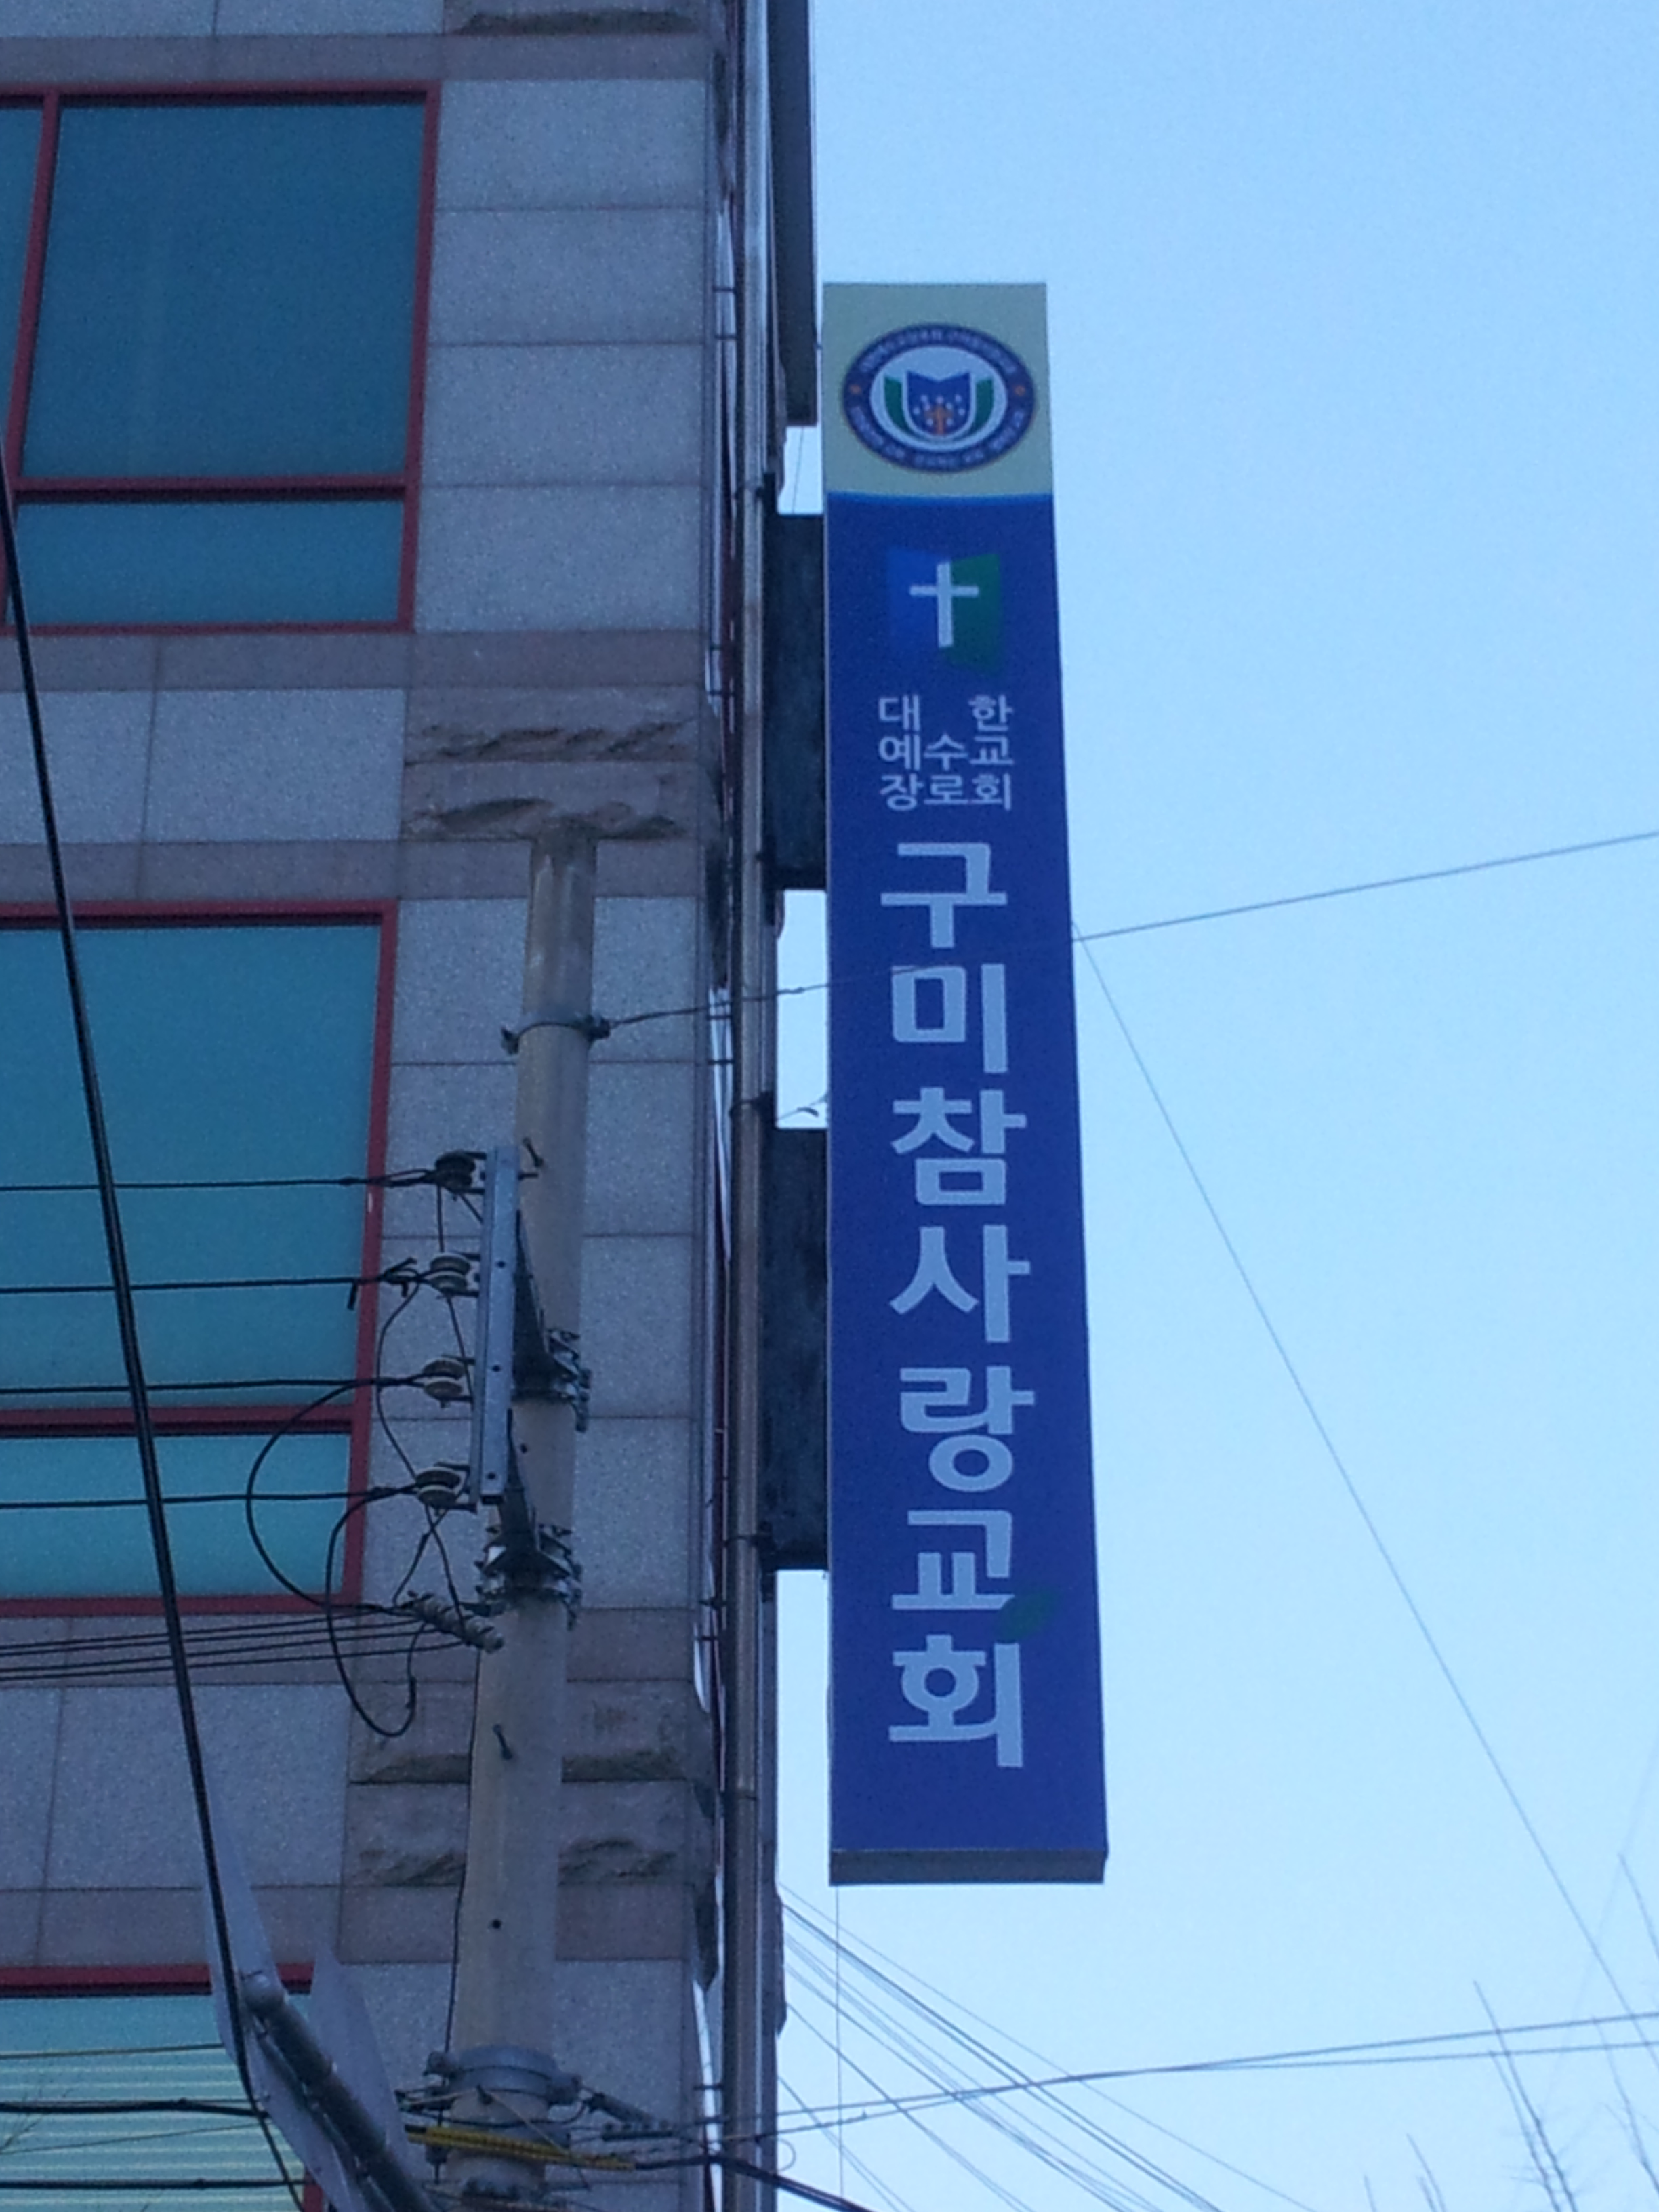 대 한
예수교
장로회
구미참사랑교회